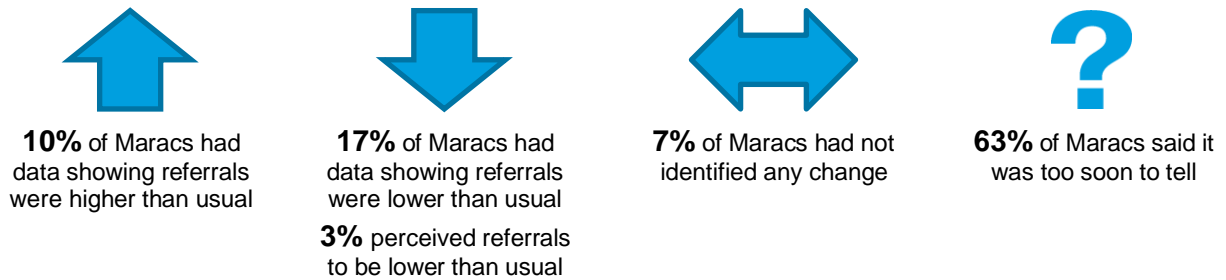 10% of Maracs had
data showing referrals
were higher than usual
17% of Maracs had
data showing referrals
were lower than usual
3% perceived referrals
to be lower than usual
7% of Maracs had not
identified any change
?
63% of Maracs said it
was too soon to tell